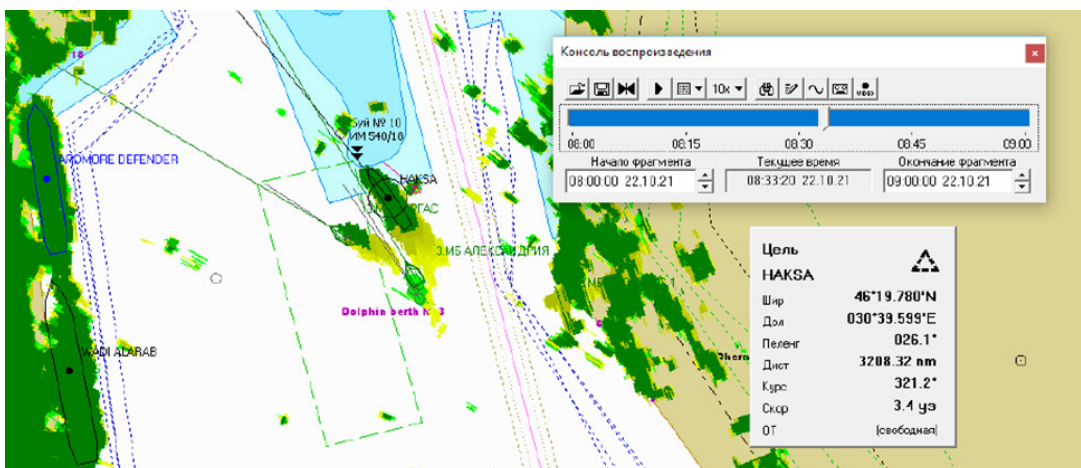 Консоль воспроизведения
10x
08:00 08:15 08:30 08:45 09:00
Начало фрагмента Текущее время Окончание фрагмента
08:00:00 22.10.21 08:33:20 22.10.21 09:00:00 22.10.21
18
Буй № 10
ИМ 540/10
ARDMORE DEFENDER
HAKSA
З.МБ АЛЕКСАНДРИЯ
Dolphin berth № 3
WADI ALARAB
Цель
HAKSA
Шир 46°19.780'N
Дол 030°39.599'E
Пеленг 026.1°
Дист 3208.32 nm
Курс 321.2°
Скор 3.4 уз
ОТ (свободная)